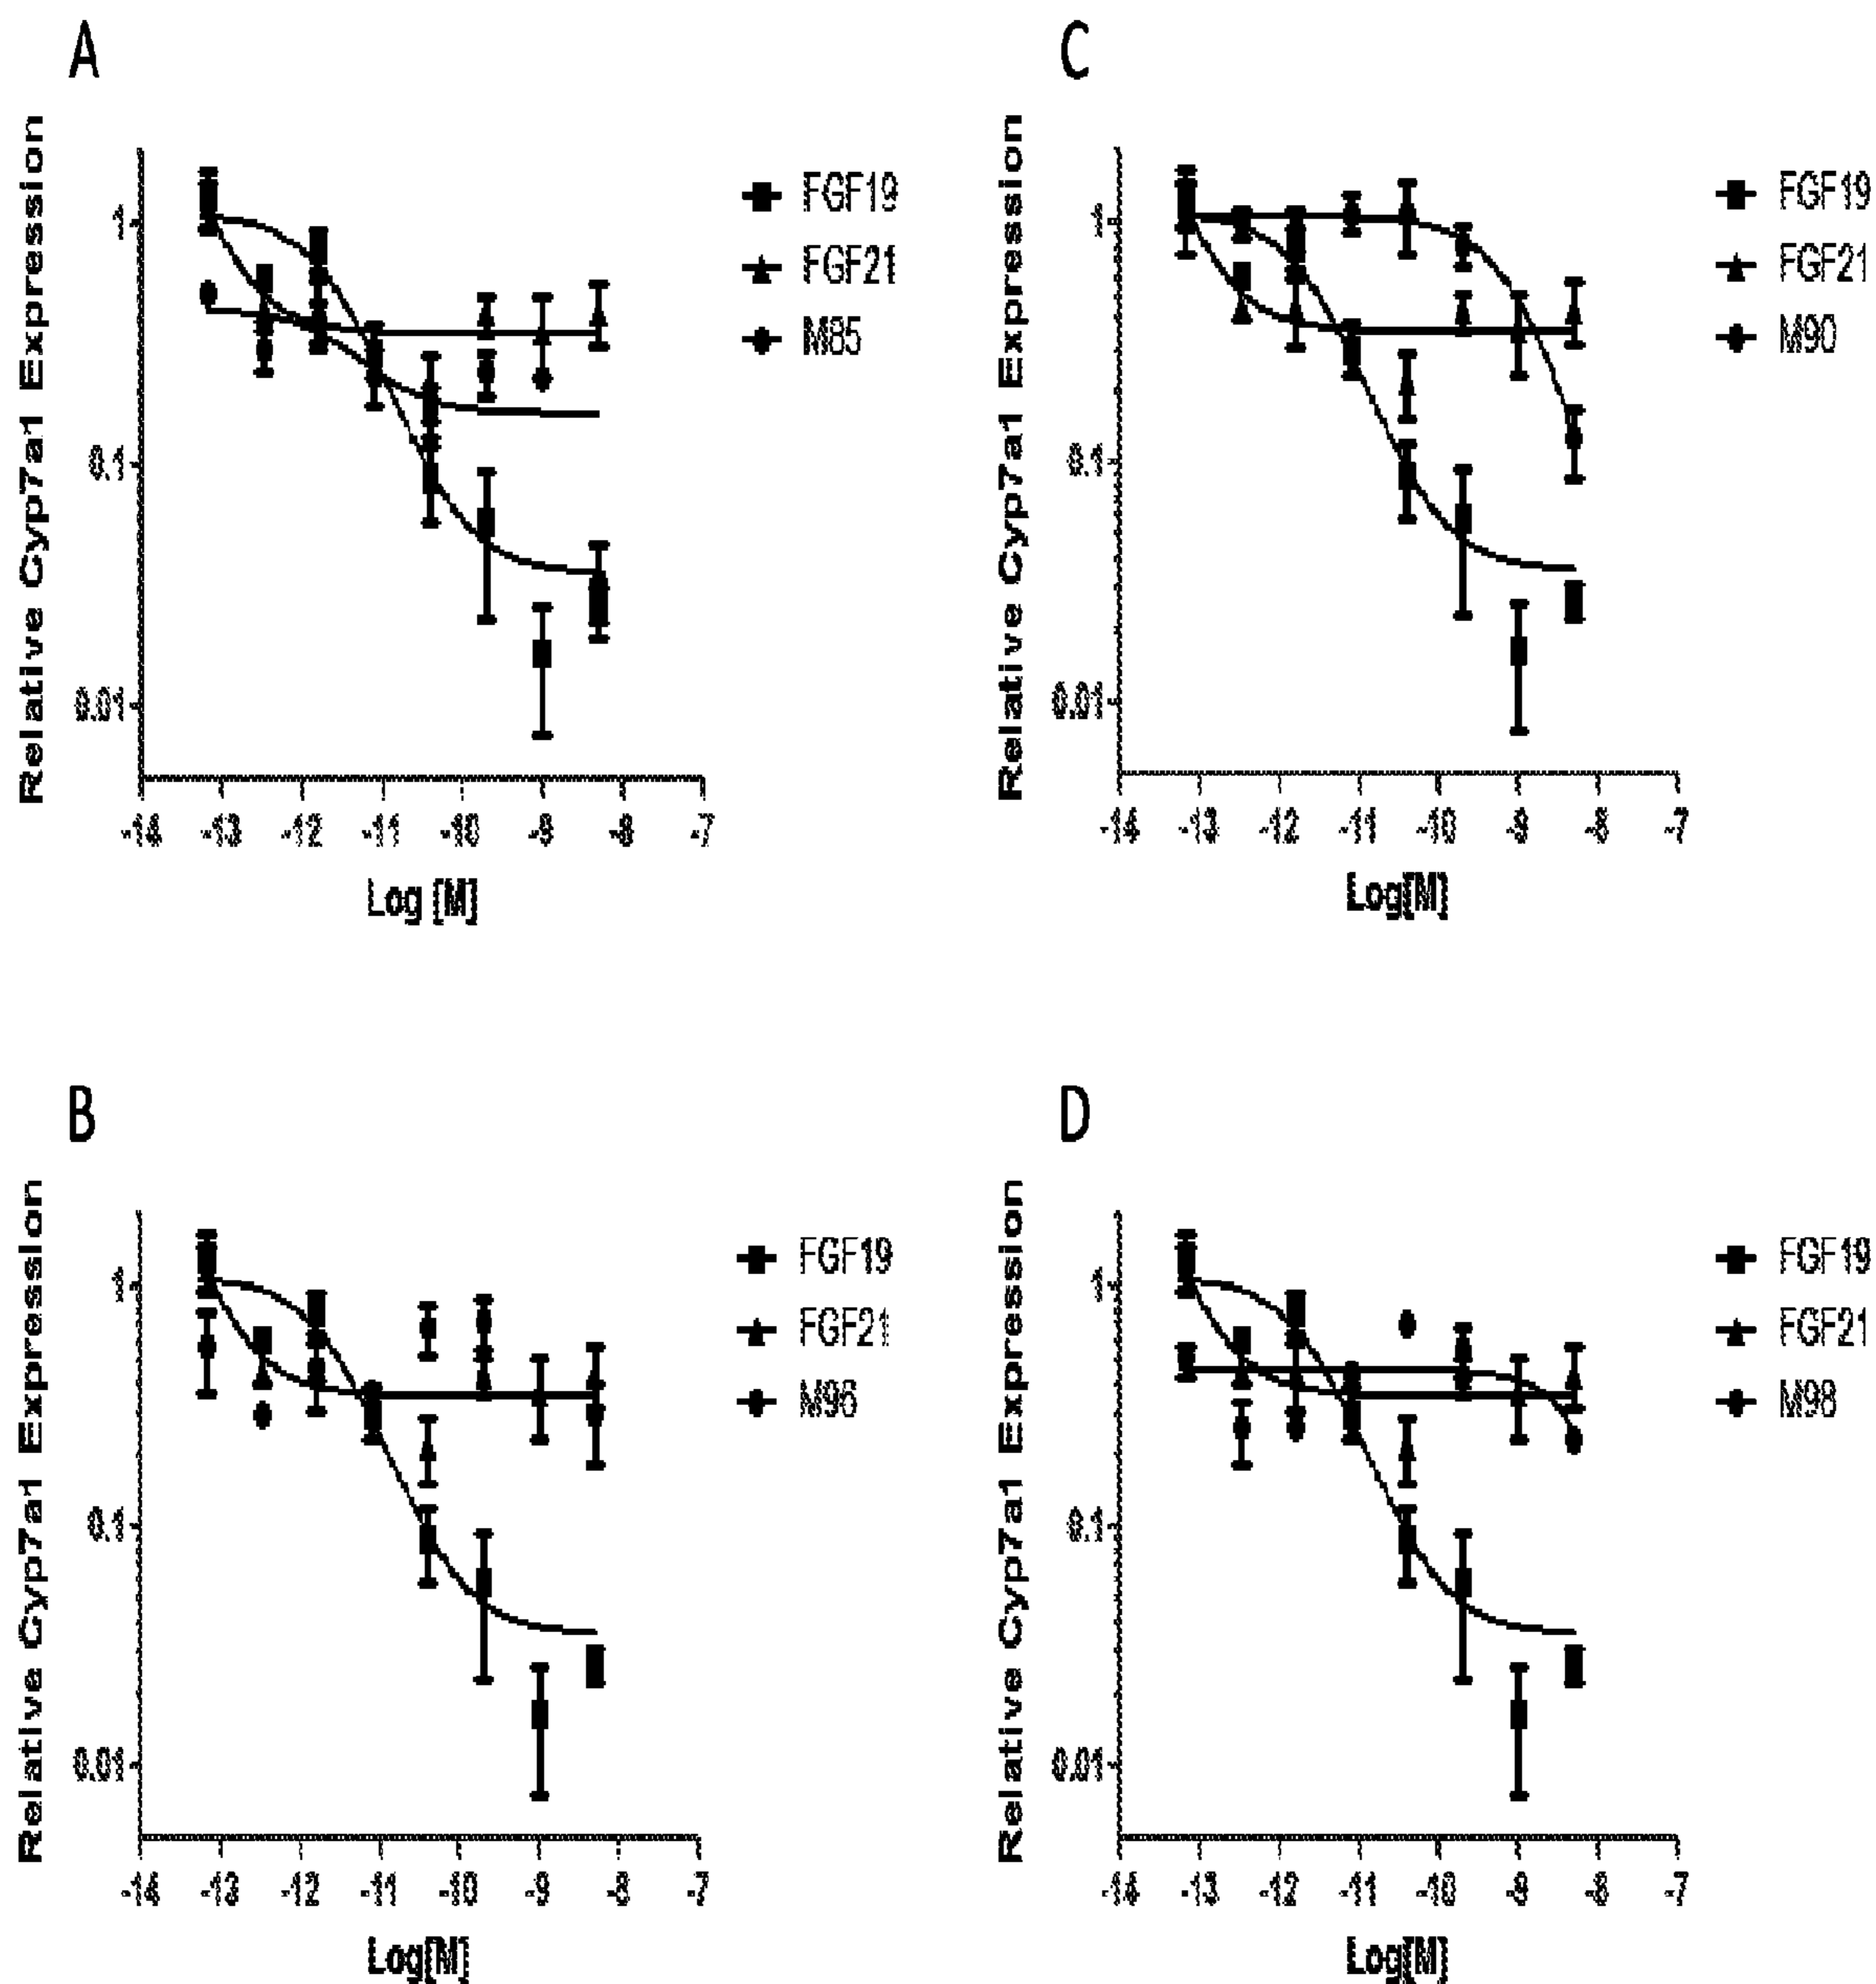 A
Relative Cyp7a1 Expression
1
0.1
0.01
-14 -13 -12 -11 -10 -9 -8 -7
Log [M]
FGF19
FGF21
M85
C
Relative Cyp7a1 Expression
1
0.1
0.01
-14 -13 -12 -11 -10 -9 -8 -7
Log[M]
FGF19
FGF21
M90
B
Relative Cyp7a1 Expression
1
0.1
0.01
-14 -13 -12 -11 -10 -9 -8 -7
Log[M]
FGF19
FGF21
D
Relative Cyp7a1 Expression
1
0.1
0.01
-14 -13 -12 -11 -10 -9 -8 -7
Log[M]
FGF19
FGF21
M98